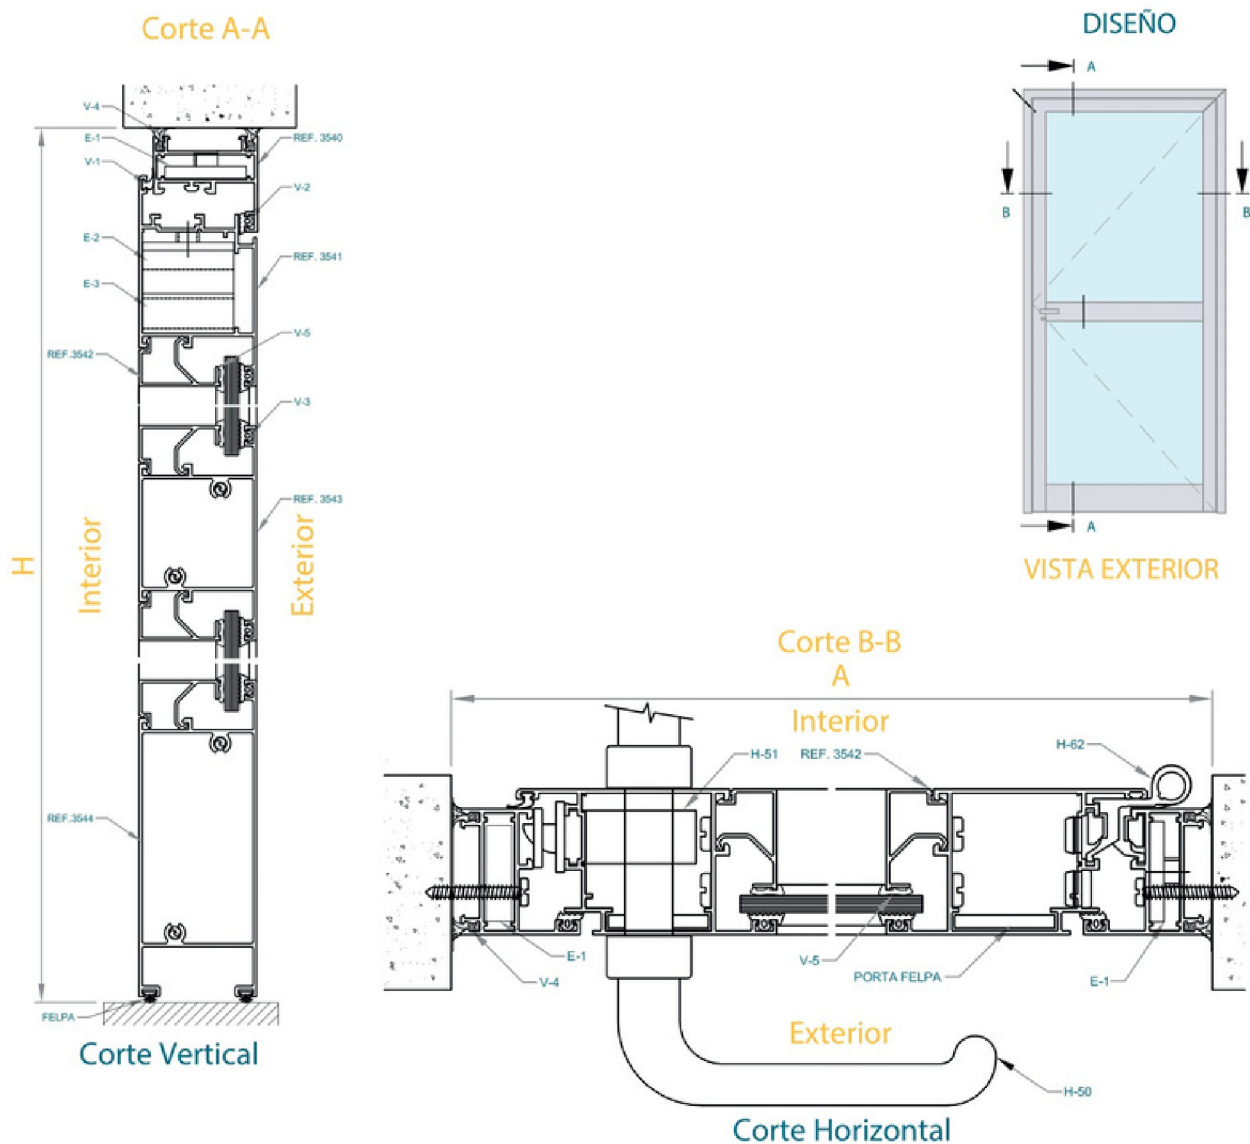 Corte A-A
V-4
E-1
REF. 3540
V-1
V-2
E-2
REF. 3541
E-3
V-5
REF.3542
V-3
REF. 3543
H
Interior
Exterior
REF.3544
FELPA
Corte Vertical
DISEÑO
A
B
B
A
VISTA EXTERIOR
Corte B-B
A
Interior
H-51
REF. 3542
H-62
E-1
V-4
V-5
PORTA FELPA
E-1
Exterior
H-50
Corte Horizontal